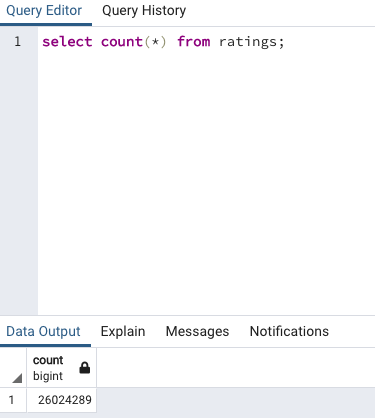 Query Editor Query History
1 select count(*) from ratings;
Data Output Explain Messages Notifications
count
bigint
1 26024289